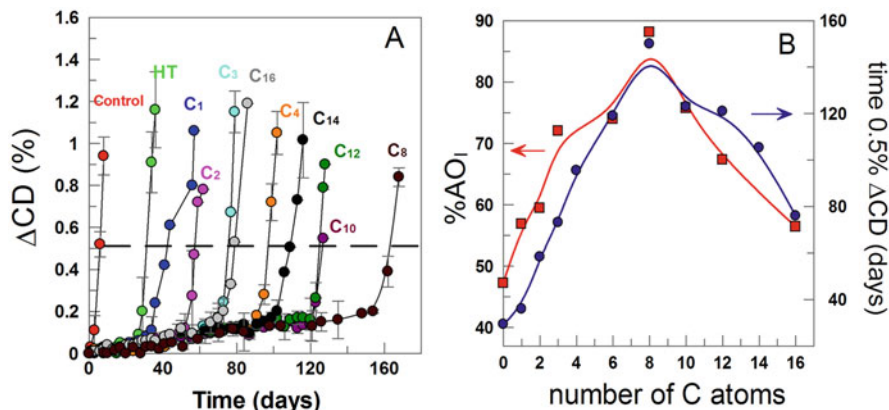 A
1.6
1.4
1.2
1.0
0.8
0.6
0.4
0.2
0
ΔCD (%)
Control
HT
C1
C2
C3
C16
C4
C14
C12
C10
C8
0 40 80 120 160
Time (days)
B
90
80
70
60
50
40
%AOI
160
120
80
40
time 0.5% ΔCD (days)
0 2 4 6 8 10 12 14 16
number of C atoms